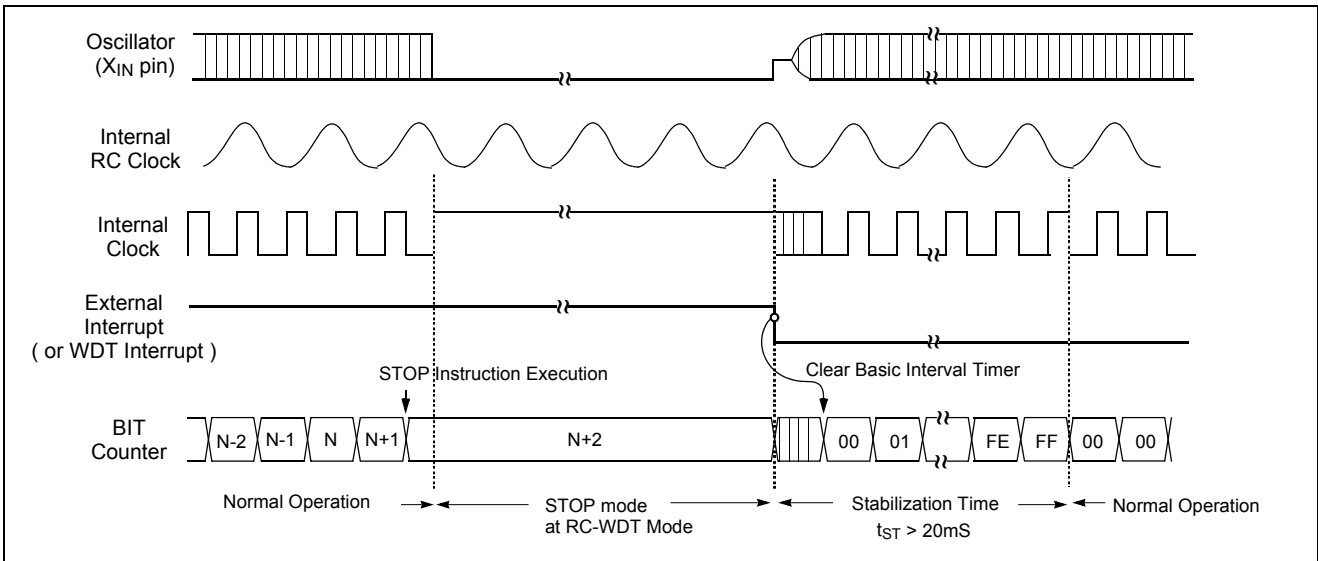 Oscillator
(XIN pin)
Internal
RC Clock
Internal
Clock
External
Interrupt
( or WDT Interrupt )
STOP Instruction Execution
Clear Basic Interval Timer
BIT
Counter
N-2 N-1 N N+1 N+2 00 01 FE FF 00 00
Normal Operation
STOP mode
at RC-WDT Mode
Stabilization Time
tST > 20mS
Normal Operation